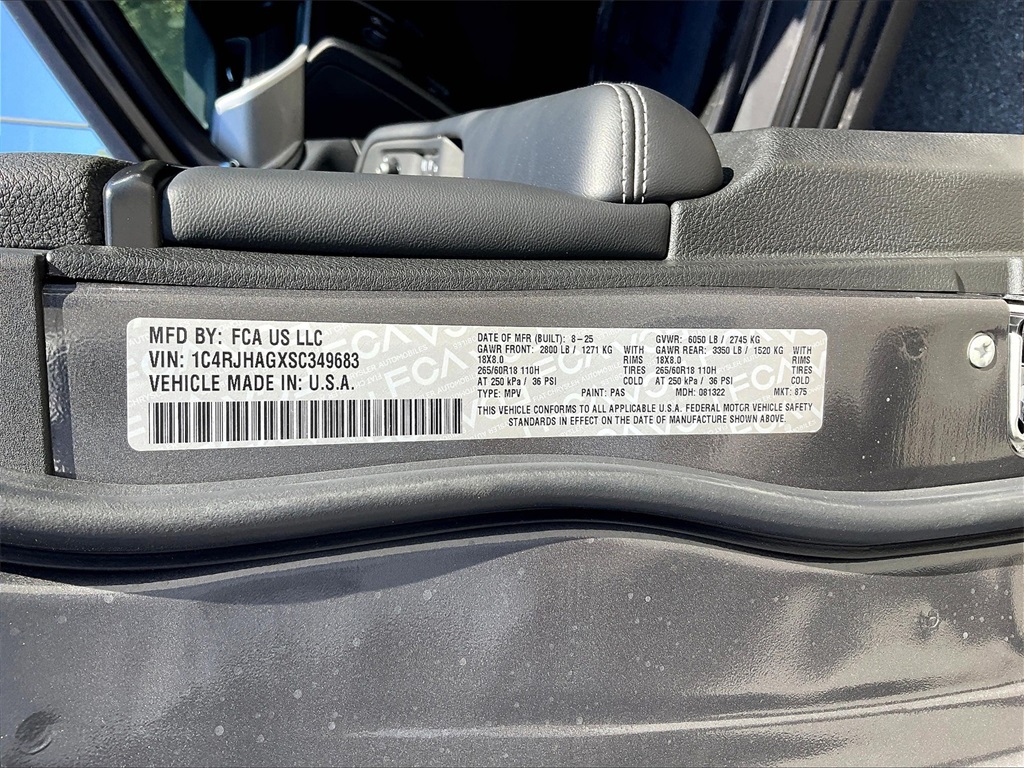 MFD BY: FCA US LLC
VIN: 1C4RJHAGXSC349683
VEHICLE MADE IN: U.S.A.
DATE OF MFR (BUILT): 8-25 GVWR: 6050 LB / 2745 KG
GAWR FRONT: 2800 LB / 1271 KG WITH GAWR REAR: 3350 LB / 1520 KG WITH
18X8.0 RIMS 18X8.0 RIMS
265/60R18 110H TIRES 265/60R18 110H TIRES
AT 250 kPa / 36 PSI COLD AT 250 kPa / 36 PSI COLD
TYPE: MPV PAINT: PAS MDH: 081322 MKT: 875
THIS VEHICLE CONFORMS TO ALL APPLICABLE U.S.A. FEDERAL MOTOR VEHICLE SAFETY
STANDARDS IN EFFECT ON THE DATE OF MANUFACTURE SHOWN ABOVE.